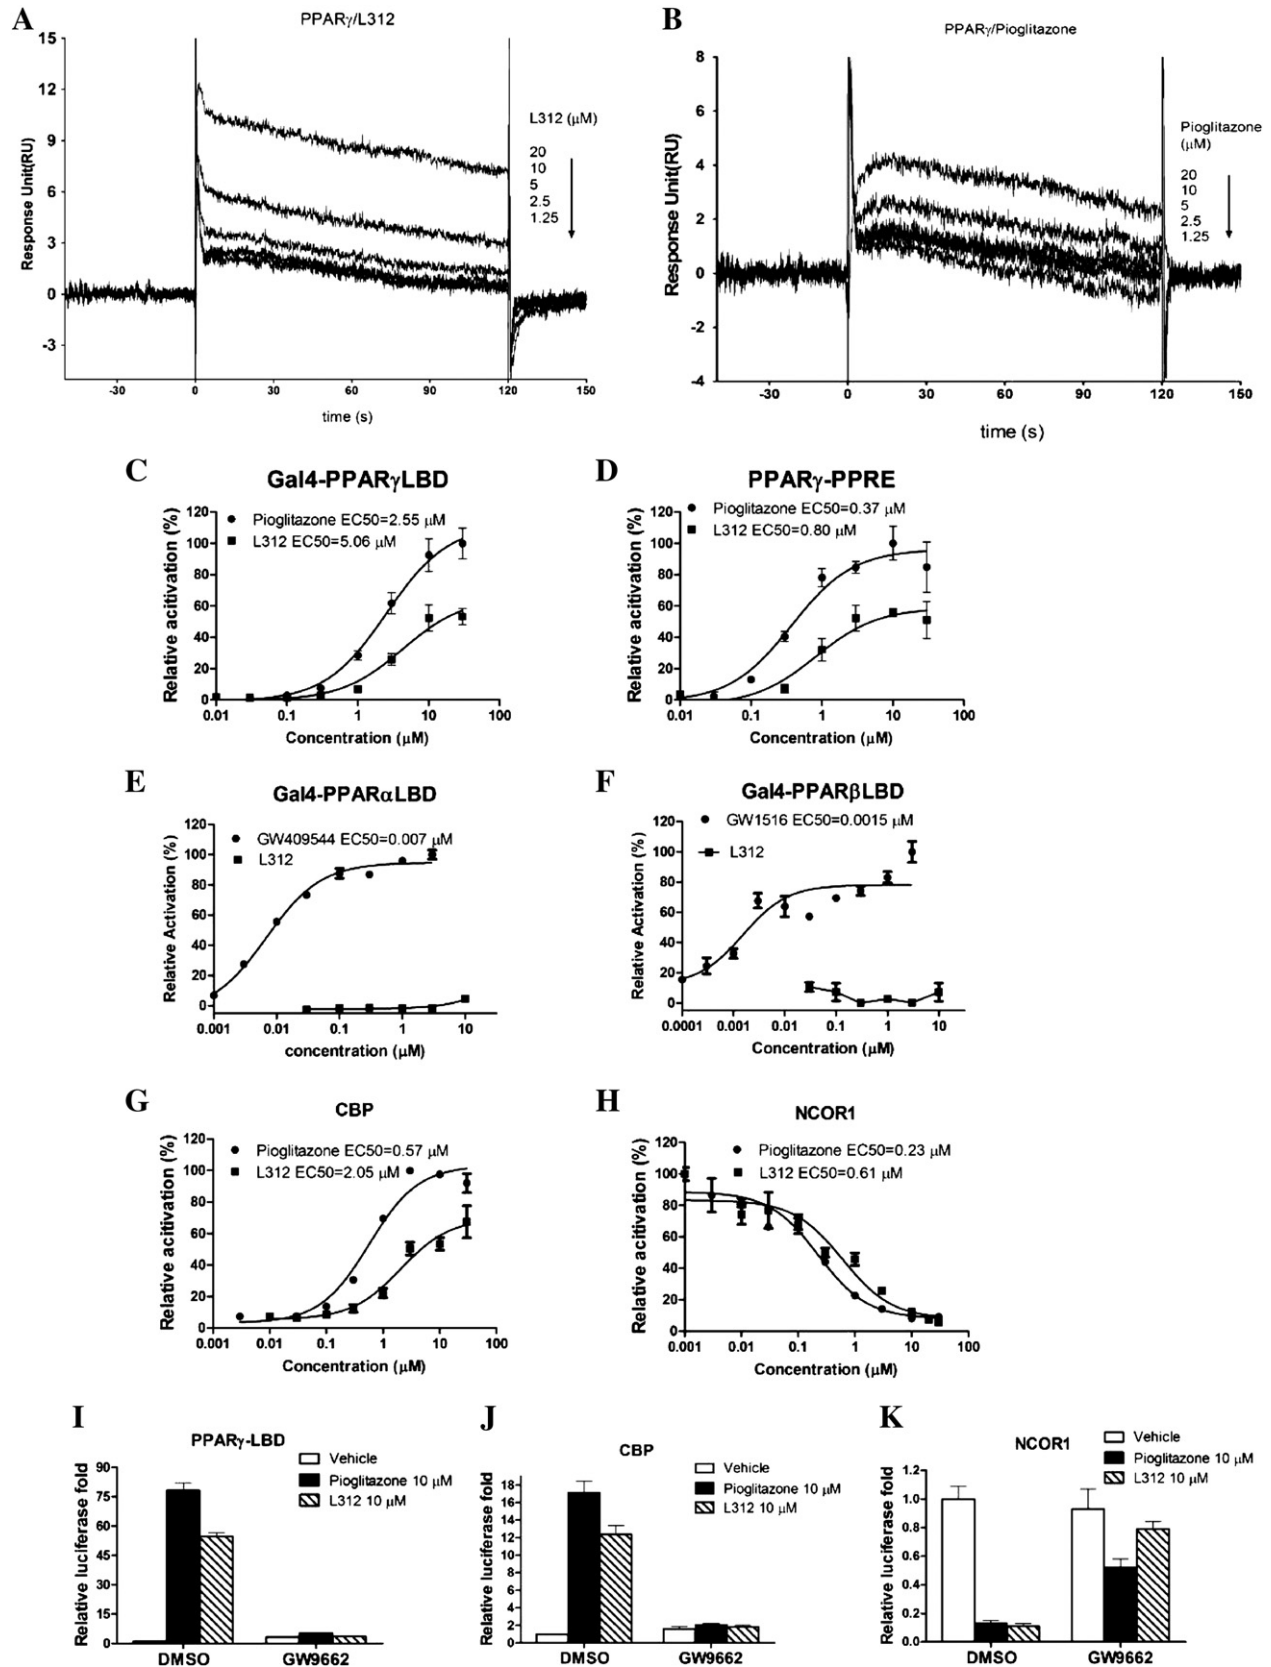 A
PPARγ/L312
15
12
9
6
3
0
-3
Response Unit(RU)
-30
0
30
60
90
120
150
time (s)
L312 (μM)
20
10
5
2.5
1.25
B
PPARγ/Pioglitazone
8
6
4
2
0
-2
-4
Response Unit(RU)
-30
0
30
60
90
120
150
time (s)
Pioglitazone
(μM)
20
10
5
2.5
1.25
C
Gal4-PPARγLBD
Pioglitazone EC50=2.55 μM
L312 EC50=5.06 μM
120
100
80
60
40
20
0
Relative acitivation (%)
0.01
0.1
1
10
100
Concentration (μM)
D
PPARγ-PPRE
Pioglitazone EC50=0.37 μM
L312 EC50=0.80 μM
120
100
80
60
40
20
0
Relative acitivation (%)
0.01
0.1
1
10
100
Concentration (μM)
E
Gal4-PPARαLBD
GW409544 EC50=0.007 μM
L312
120
100
80
60
40
20
0
Relative Activation (%)
0.001
0.01
0.1
1
10
concentration (μM)
F
Gal4-PPARβLBD
GW1516 EC50=0.0015 μM
L312
120
100
80
60
40
20
0
Relative Activation (%)
0.0001
0.001
0.01
0.1
1
10
Concentration (μM)
G
CBP
Pioglitazone EC50=0.57 μM
L312 EC50=2.05 μM
120
100
80
60
40
20
0
Relative acitivation (%)
0.001
0.01
0.1
1
10
100
Concentration (μM)
H
NCOR1
Pioglitazone EC50=0.23 μM
L312 EC50=0.61 μM
120
100
80
60
40
20
0
Relative acitivation (%)
0.001
0.01
0.1
1
10
100
Concentration (μM)
I
PPARγ-LBD
Vehicle
Pioglitazone 10 μM
L312 10 μM
90
75
60
45
30
15
0
Relative luciferase fold
DMSO
GW9662
J
CBP
Vehicle
Pioglitazone 10 μM
L312 10 μM
18
16
14
12
10
8
6
4
2
0
Relative luciferase fold
DMSO
GW9662
K
NCOR1
Vehicle
Pioglitazone 10 μM
L312 10 μM
1.2
1.0
0.8
0.6
0.4
0.2
0.0
Relative luciferase fold
DMSO
GW9662